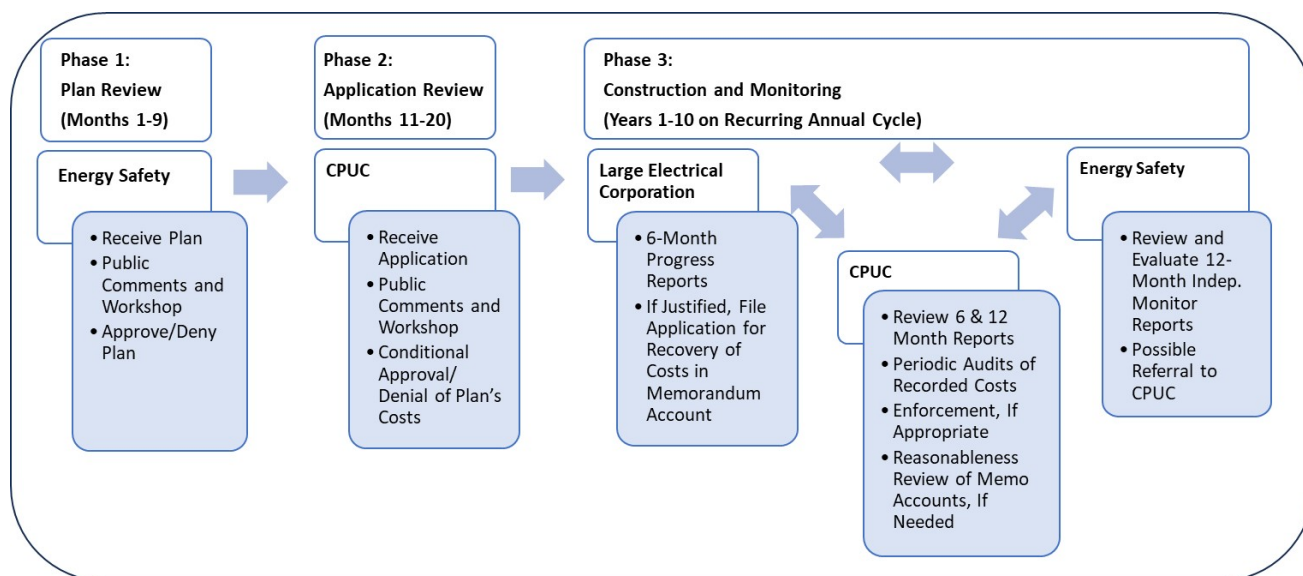 Phase 1:
Plan Review
(Months 1-9)
Energy Safety
• Receive Plan
• Public
Comments and
Workshop
• Approve/Deny
Plan
Phase 2:
Application Review
(Months 11-20)
CPUC
• Receive
Application
• Public
Comments and
Workshop
• Conditional
Approval/
Denial of Plan's
Costs
Phase 3:
Construction and Monitoring
(Years 1-10 on Recurring Annual Cycle)
Large Electrical
Corporation
• 6-Month
Progress
Reports
• If Justified, File
Application for
Recovery of
Costs in
Memorandum
Account
CPUC
• Review 6 & 12
Month Reports
• Periodic Audits of
Recorded Costs
• Enforcement, If
Appropriate
• Reasonableness
Review of Memo
Accounts, If
Needed
Energy Safety
• Review and
Evaluate 12-
Month Indep.
Monitor
Reports
• Possible
Referral to
CPUC